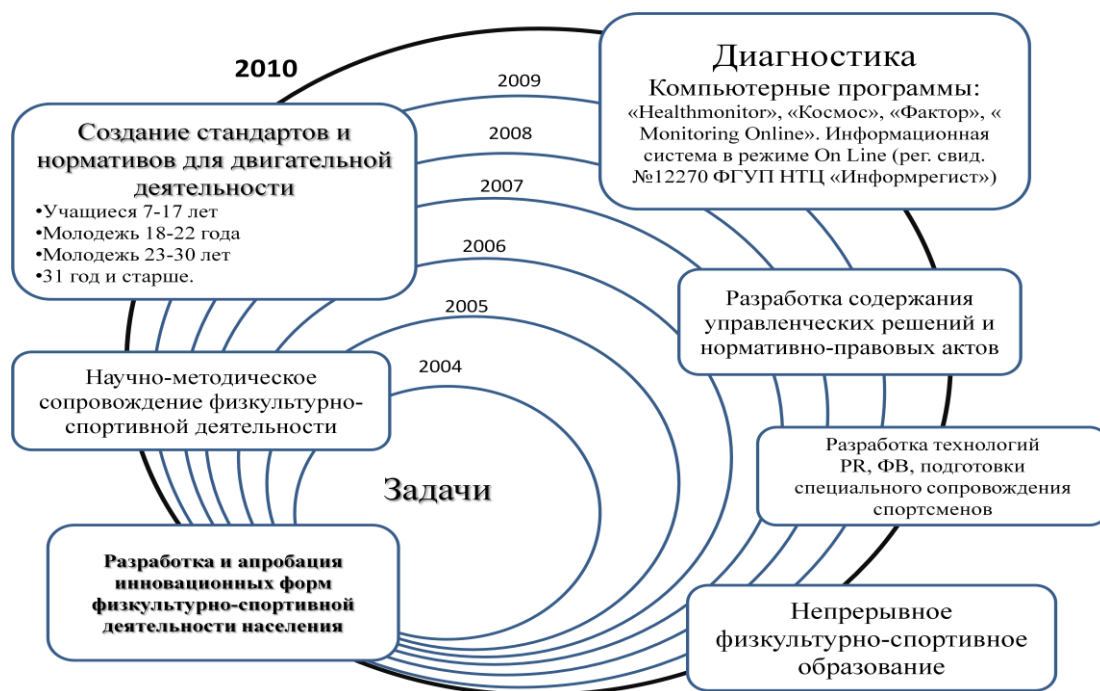 2010
2009
2008
2007
2006
2005
2004
Задачи
Диагностика
Компьютерные программы:
«Healthmonitor», «Космос», «Фактор», «
Monitoring Online». Информационная
система в режиме On Line (рег. свид.
№12270 ФГУП НТЦ «Информрегист»)
Создание стандартов и
нормативов для двигательной
деятельности
•Учащиеся 7-17 лет
•Молодежь 18-22 года
•Молодежь 23-30 лет
•31 год и старше.
Разработка содержания
управленческих решений и
нормативно-правовых актов
Научно-методическое
сопровождение физкультурно-
спортивной деятельности
Разработка технологий
PR, ФВ, подготовки
специального сопровождения
спортсменов
Разработка и апробация
инновационных форм
физкультурно-спортивной
деятельности населения
Непрерывное
физкультурно-спортивное
образование